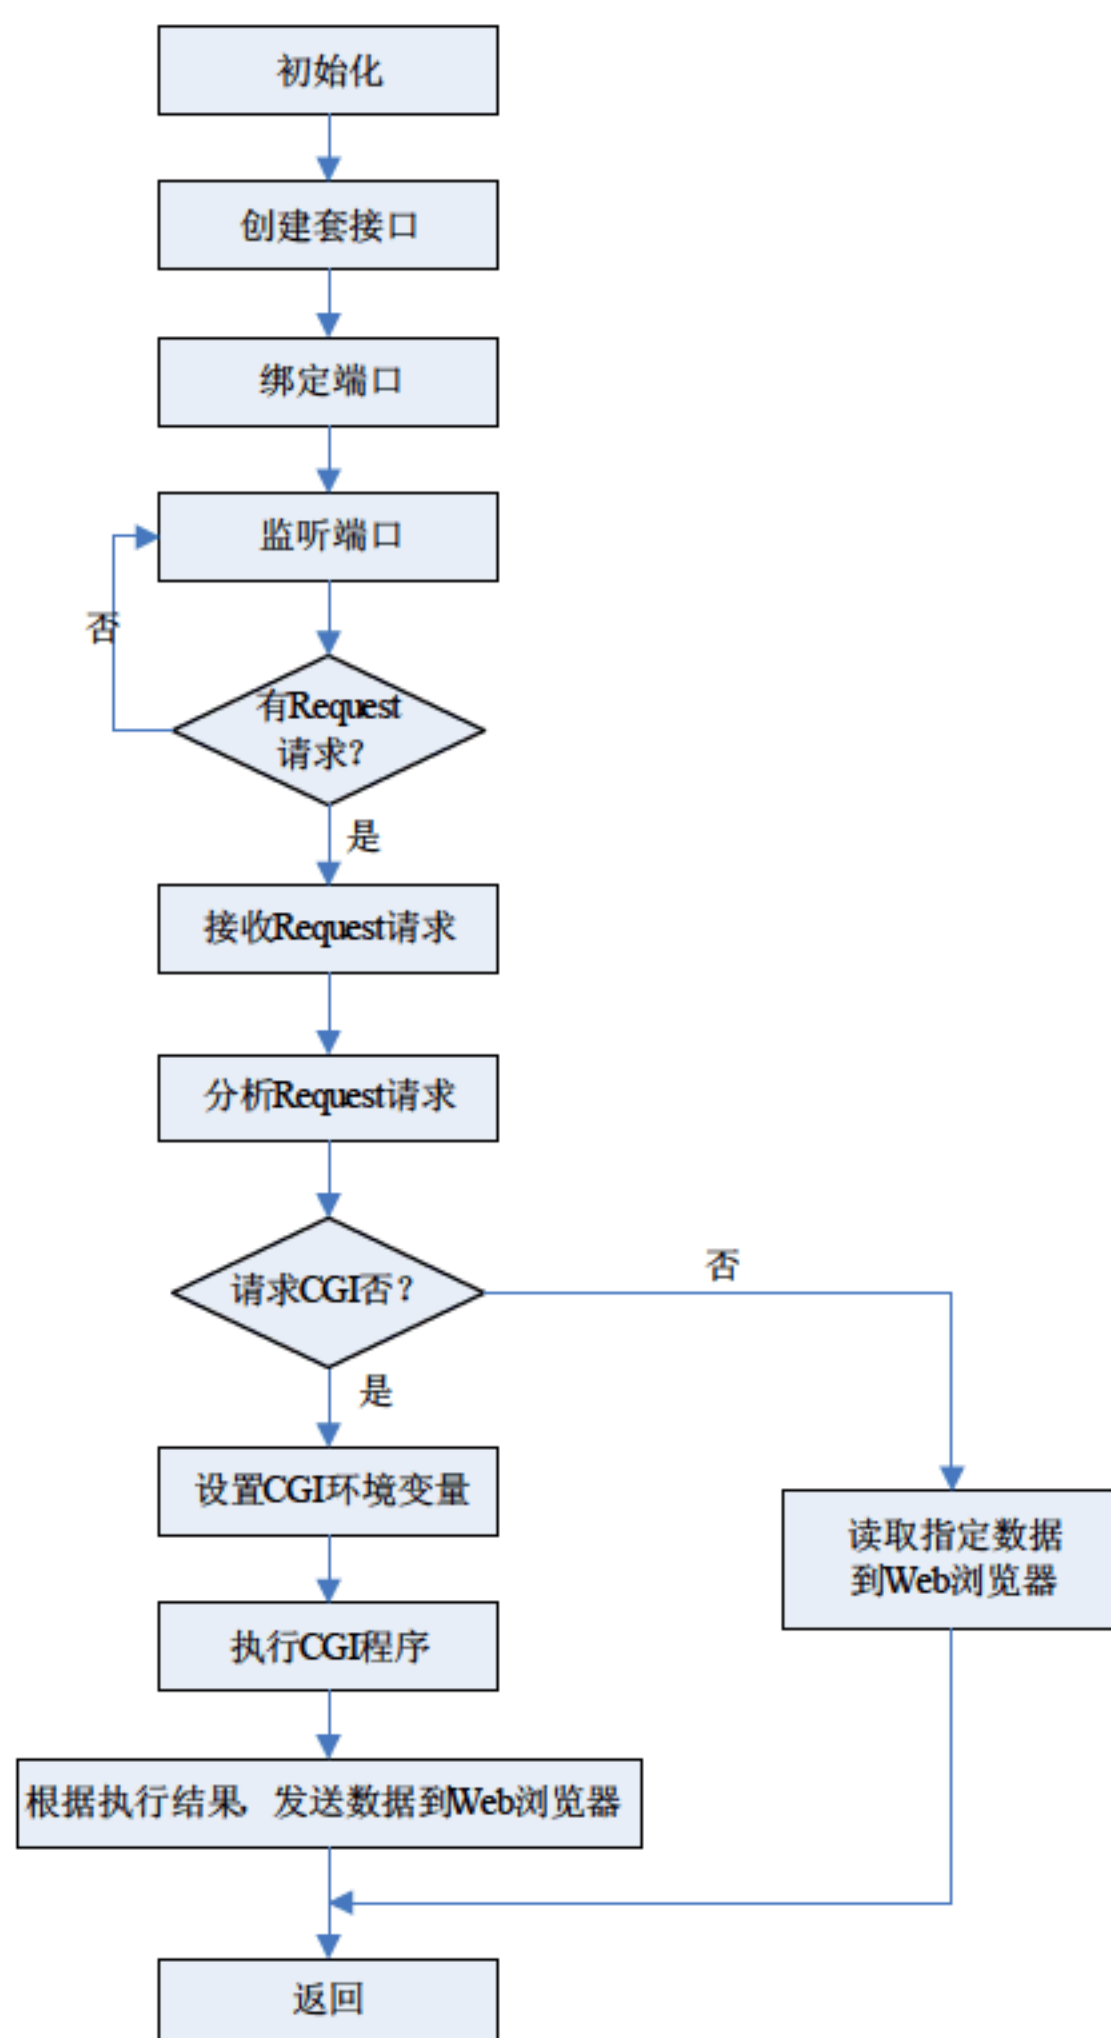 初始化
创建套接口
绑定端口
监听端口
否
有Request
请求?
是
接收Request请求
分析Request请求
请求CGI否?
否
是
设置CGI环境变量
读取指定数据
到Web浏览器
执行CGI程序
根据执行结果, 发送数据到Web浏览器
返回